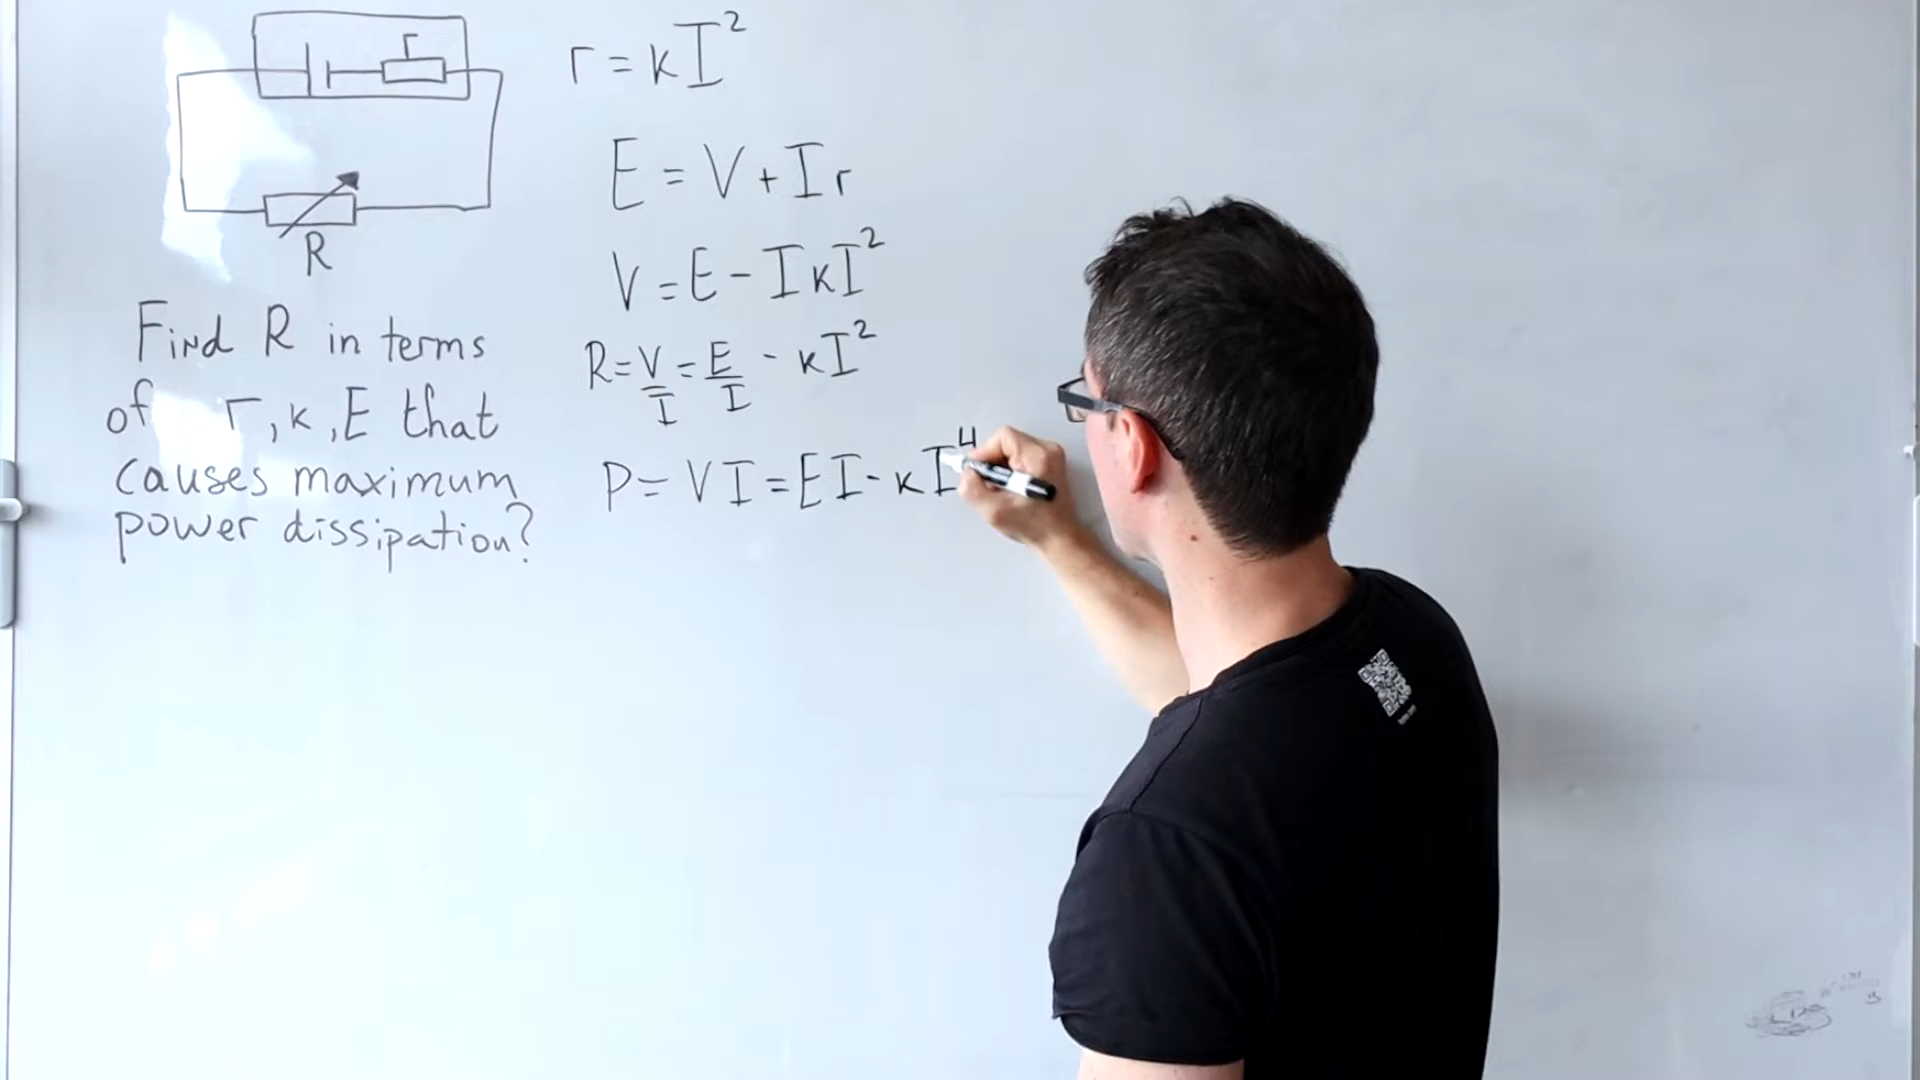 r
R
Find R in terms
of r, k, E that
causes maximum
power dissipation?
r = kI²
E = V + Ir
V = E - IkI²
R = V/I = E/I - kI²
P = VI = EI - kI⁴